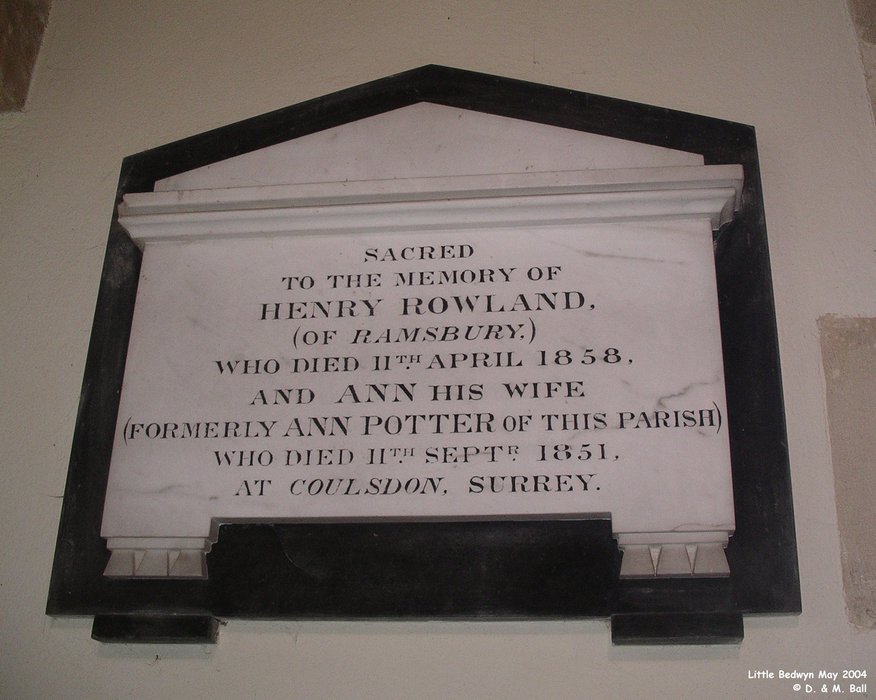 SACRED
TO THE MEMORY OF
HENRY ROWLAND,
(OF RAMSBURY.)
WHO DIED 11TH APRIL 1858,
AND ANN HIS WIFE
(FORMERLY ANN POTTER OF THIS PARISH)
WHO DIED 11TH SEPTR 1851,
AT COULSDON, SURREY.
Little Bedwyn May 2004
© D. & M. Ball